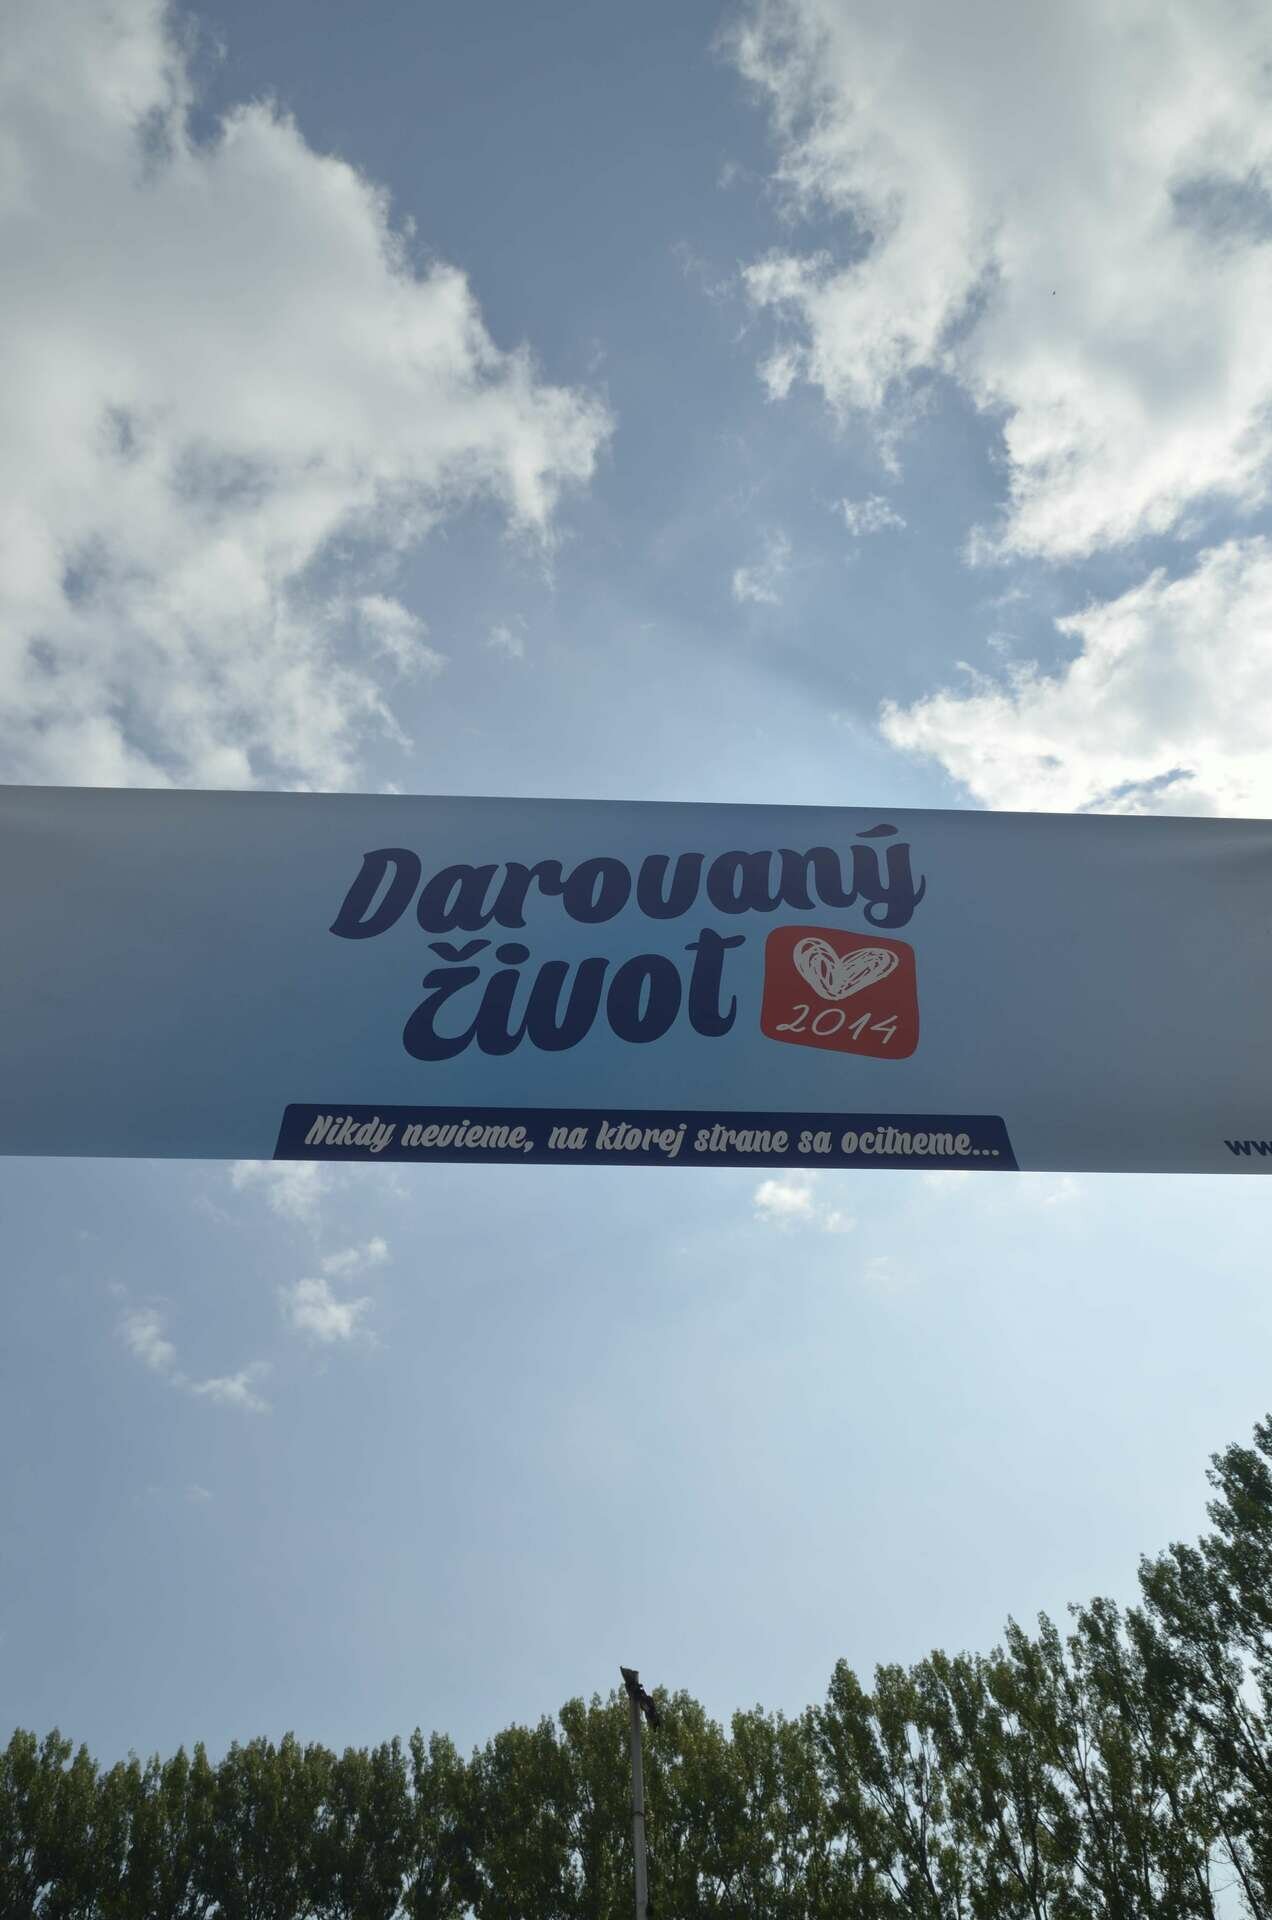 Darovaný
život
2014
Nikdy nevieme, na ktorej strane sa ocitneme...